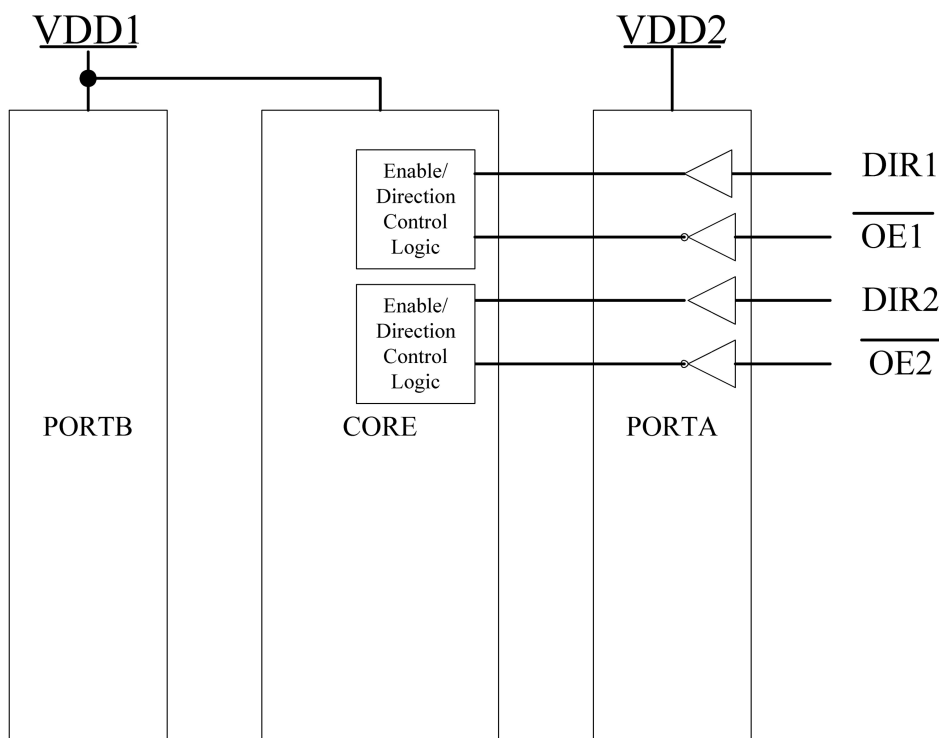 VDD1
VDD2
Enable/
Direction
Control
Logic
DIR1
OE1
Enable/
Direction
Control
Logic
DIR2
OE2
PORTB
CORE
PORTA